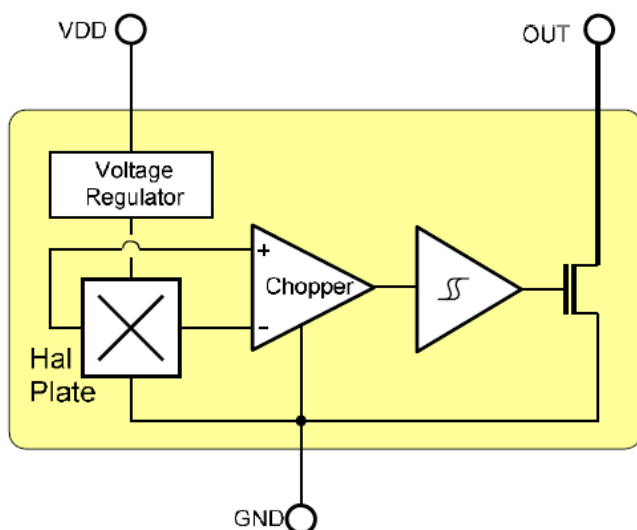 VDD
OUT
Voltage
Regulator
+
Chopper
-
Hal
Plate
GND